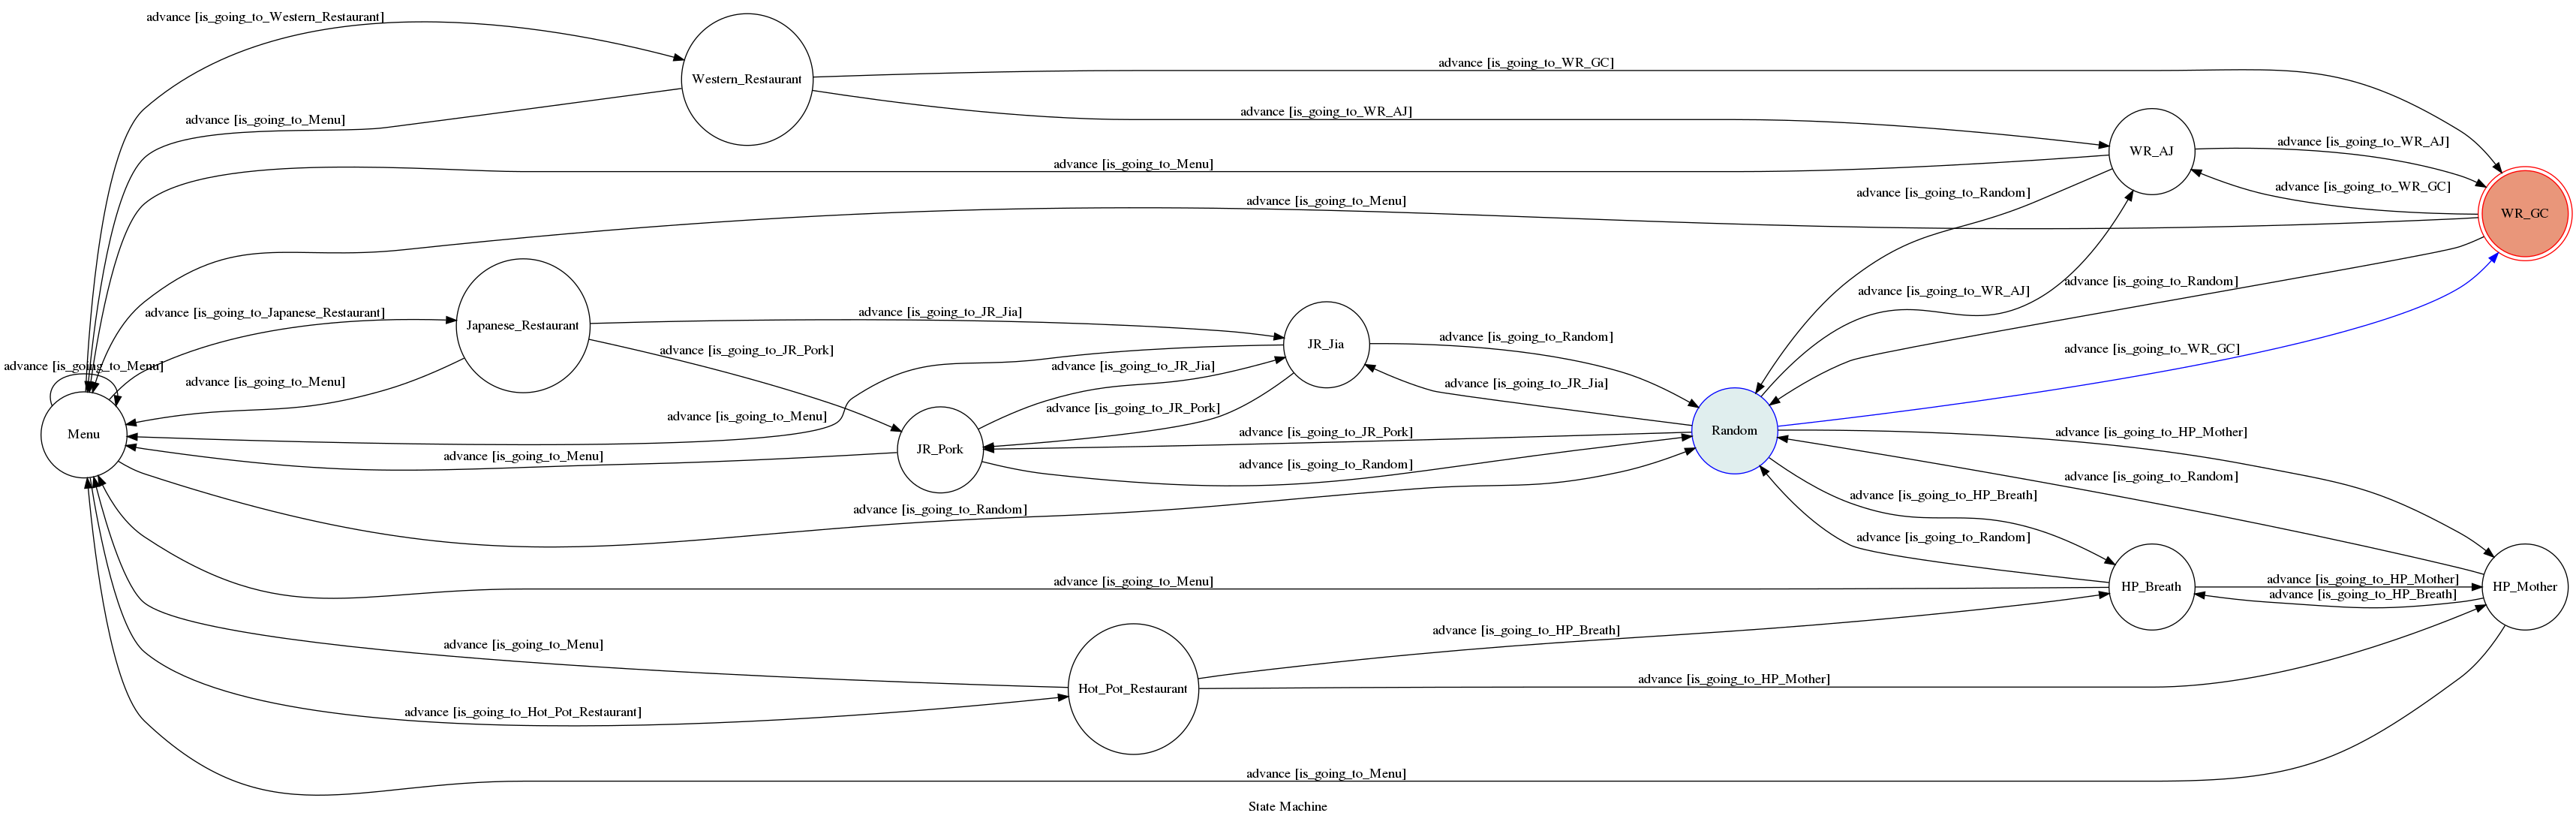 advance [is_going_to_Western_Restaurant]
Western_Restaurant
advance [is_going_to_WR_GC]
advance [is_going_to_Menu]
advance [is_going_to_WR_AJ]
WR_AJ
advance [is_going_to_WR_AJ]
advance [is_going_to_Menu]
advance [is_going_to_Random]
advance [is_going_to_WR_GC]
advance [is_going_to_Menu]
WR_GC
advance [is_going_to_Random]
advance [is_going_to_WR_AJ]
advance [is_going_to_Japanese_Restaurant]
Japanese_Restaurant
advance [is_going_to_JR_Jia]
advance [is_going_to_JR_Pork]
JR_Jia
advance [is_going_to_Random]
advance [is_going_to_WR_GC]
advance [is_going_to_Menu]
advance [is_going_to_Menu]
advance [is_going_to_JR_Jia]
advance [is_going_to_JR_Jia]
advance [is_going_to_JR_Pork]
advance [is_going_to_Menu]
Menu
JR_Pork
advance [is_going_to_JR_Pork]
Random
advance [is_going_to_HP_Mother]
advance [is_going_to_Menu]
advance [is_going_to_Random]
advance [is_going_to_Random]
advance [is_going_to_HP_Breath]
advance [is_going_to_Random]
advance [is_going_to_Random]
advance [is_going_to_Menu]
HP_Breath
advance [is_going_to_HP_Mother]
advance [is_going_to_HP_Breath]
HP_Mother
advance [is_going_to_Menu]
advance [is_going_to_HP_Breath]
Hot_Pot_Restaurant
advance [is_going_to_HP_Mother]
advance [is_going_to_Hot_Pot_Restaurant]
advance [is_going_to_Menu]
State Machine